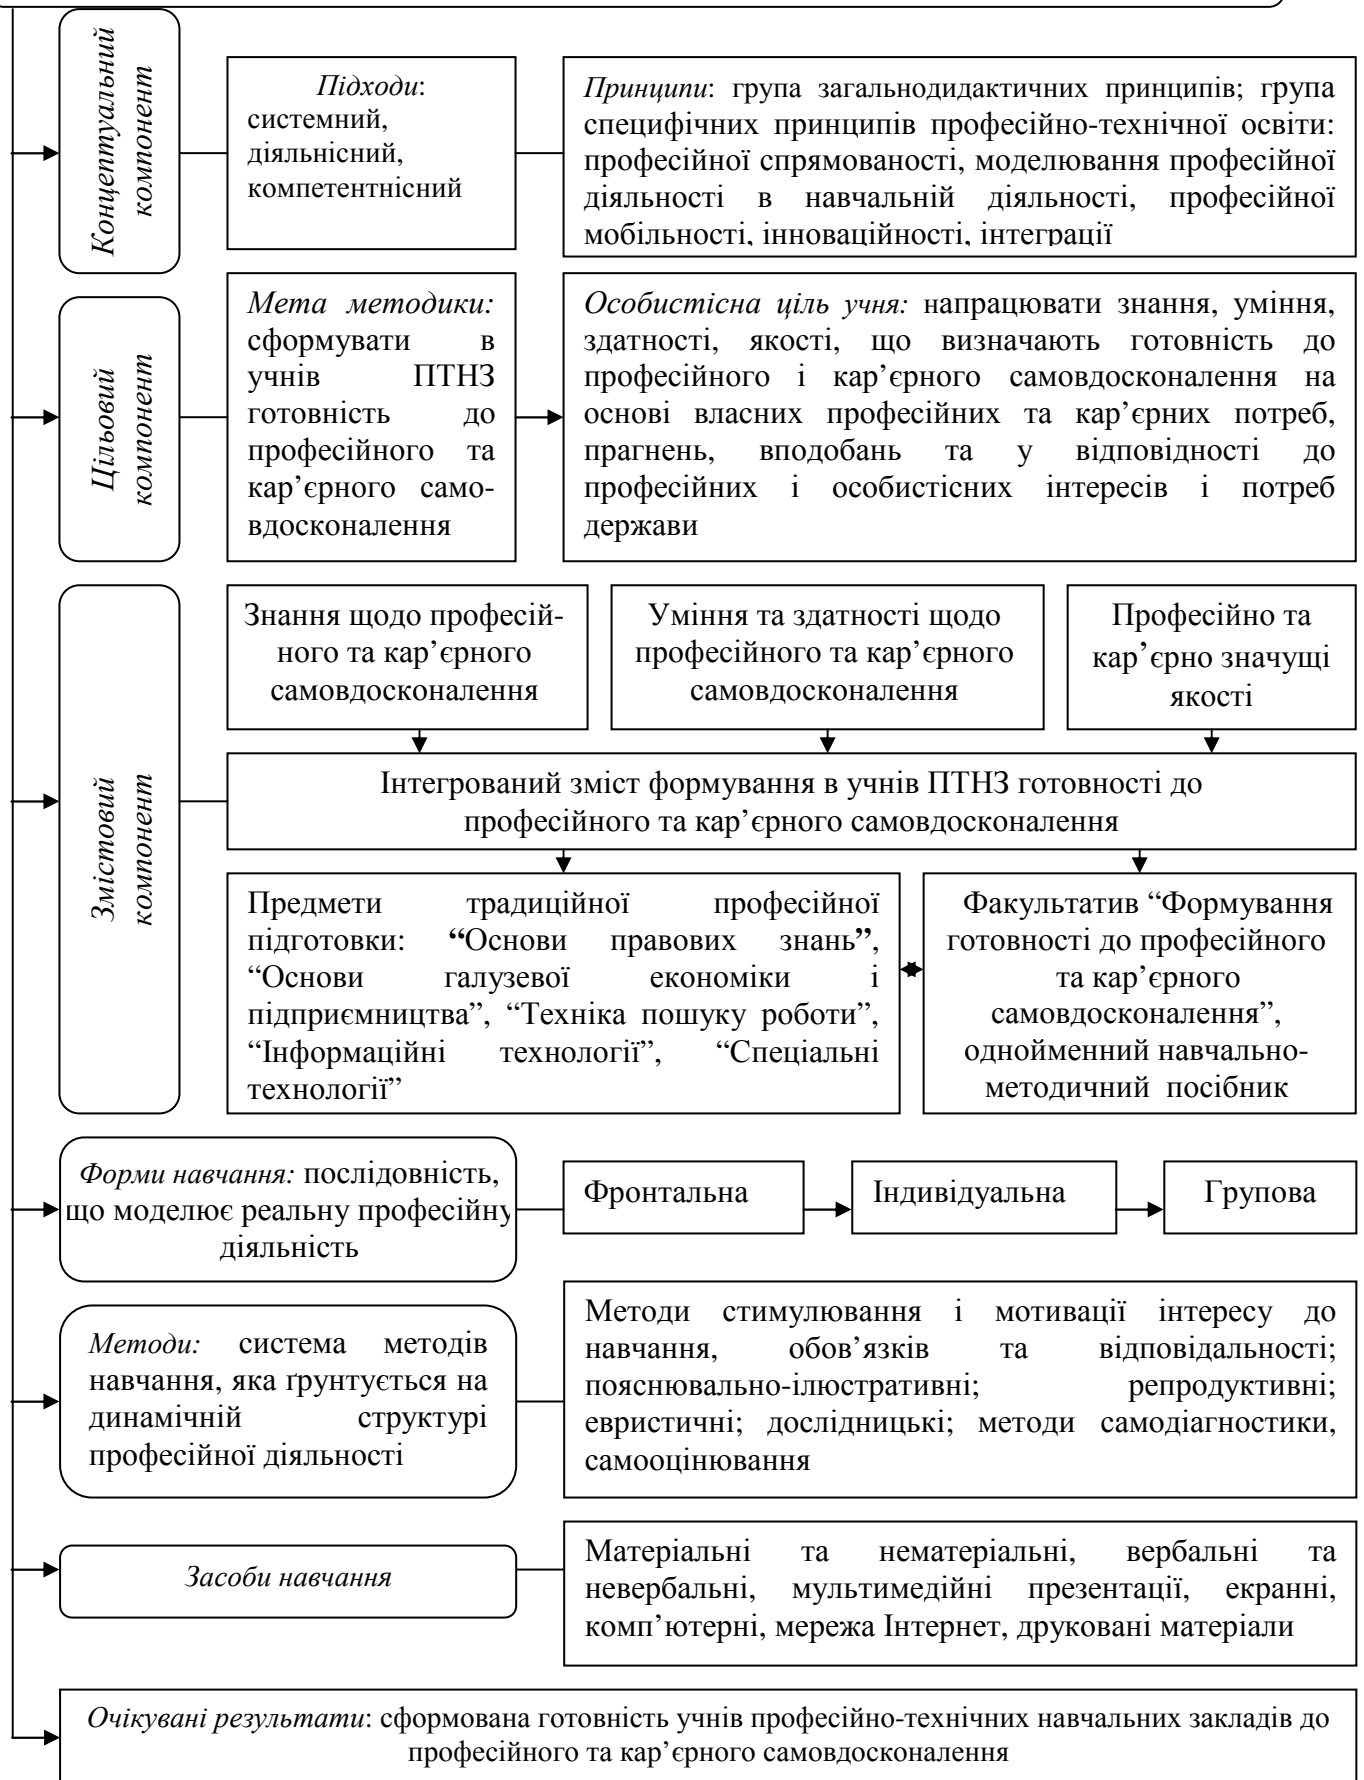 Концептуальний
компонент
Підходи:
системний,
діяльнісний,
компетентнісний
Принципи: група загальнодидактичних принципів; група
специфічних принципів професійно-технічної освіти:
професійної спрямованості, моделювання професійної
діяльності в навчальній діяльності, професійної
мобільності, інноваційності, інтеграції
Цільовий
компонент
Мета методики:
сформувати в
учнів ПТНЗ
готовність до
професійного та
кар’єрного само-
вдосконалення
Особистісна ціль учня: напрацювати знання, уміння,
здатності, якості, що визначають готовність до
професійного і кар’єрного самовдосконалення на
основі власних професійних та кар’єрних потреб,
прагнень, вподобань та у відповідності до
професійних і особистісних інтересів і потреб
держави
Змістовий
компонент
Знання щодо професій-
ного та кар’єрного
самовдосконалення
Уміння та здатності щодо
професійного та кар’єрного
самовдосконалення
Професійно та
кар’єрно значущі
якості
Інтегрований зміст формування в учнів ПТНЗ готовності до
професійного та кар’єрного самовдосконалення
Предмети традиційної професійної
підготовки: “Основи правових знань”,
“Основи галузевої економіки і
підприємництва”, “Техніка пошуку роботи”,
“Інформаційні технології”, “Спеціальні
технології”
Факультатив “Формування
готовності до професійного
та кар’єрного
самовдосконалення”,
однойменний навчально-
методичний посібник
Форми навчання: послідовність,
що моделює реальну професійну
діяльність
Фронтальна
Індивідуальна
Групова
Методи: система методів
навчання, яка ґрунтується на
динамічній структурі
професійної діяльності
Методи стимулювання і мотивації інтересу до
навчання, обов’язків та відповідальності;
пояснювально-ілюстративні; репродуктивні;
евристичні; дослідницькі; методи самодіагностики,
самооцінювання
Засоби навчання
Матеріальні та нематеріальні, вербальні та
невербальні, мультимедійні презентації, екранні,
комп’ютерні, мережа Інтернет, друковані матеріали
Очікувані результати: сформована готовність учнів професійно-технічних навчальних закладів до
професійного та кар’єрного самовдосконалення